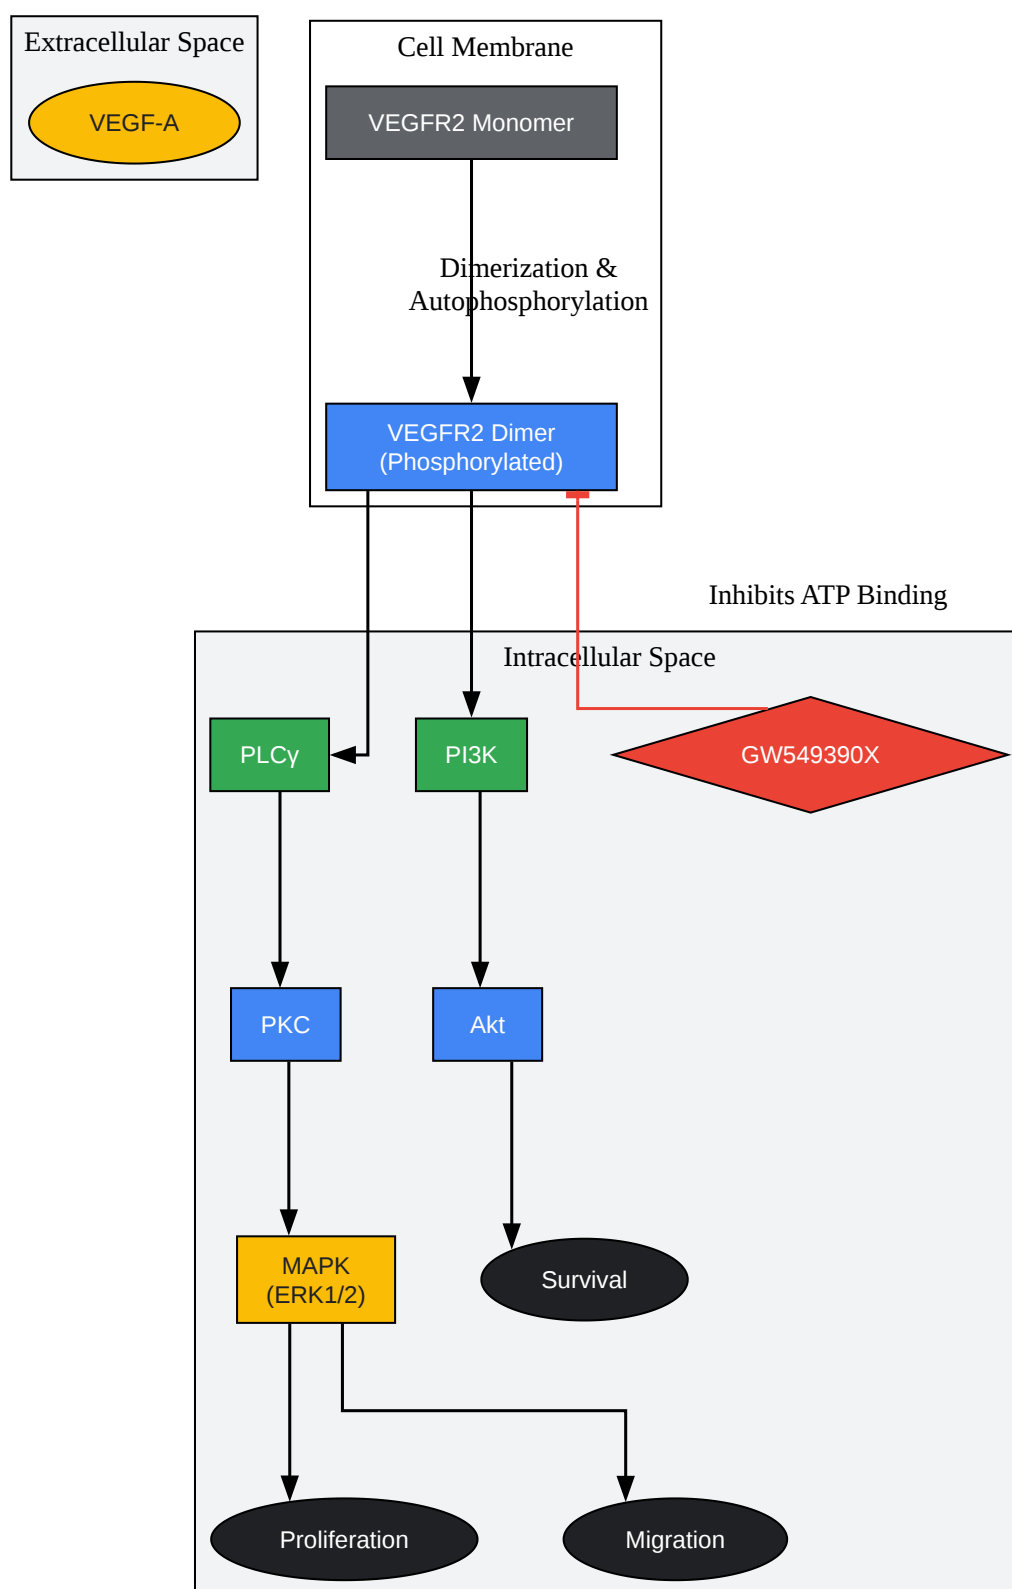 Extracellular Space
VEGF-A
Cell Membrane
VEGFR2 Monomer
Dimerization &
Autophosphorylation
VEGFR2 Dimer
(Phosphorylated)
Inhibits ATP Binding
Intracellular Space
PLCγ
PI3K
GW549390X
PKC
Akt
MAPK
(ERK1/2)
Survival
Proliferation
Migration